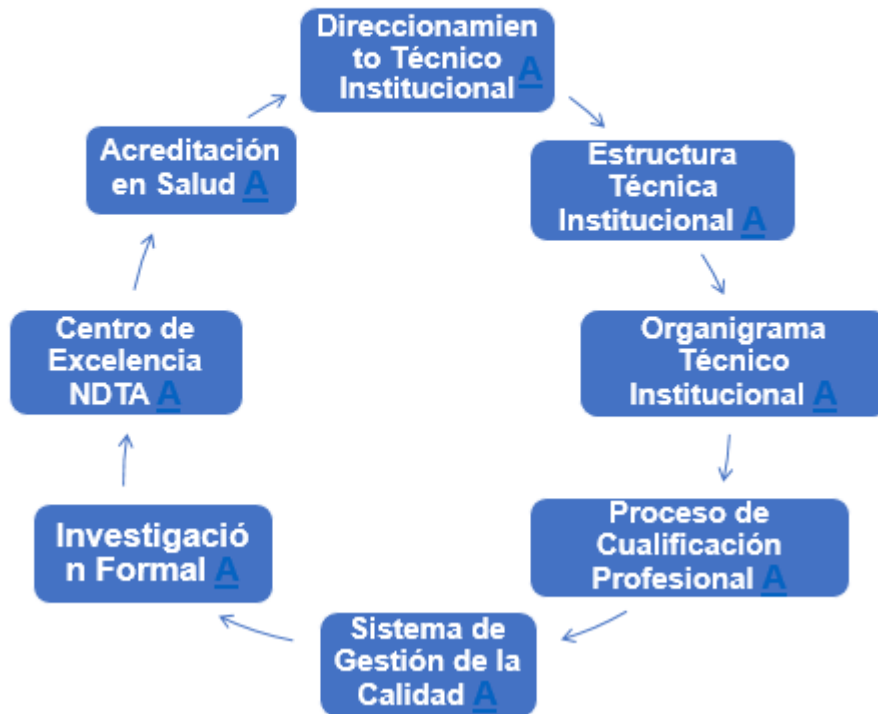 Direccionamien
to Técnico
Institucional A
Estructura
Técnica
Institucional A
Organigrama
Técnico
Institucional A
Proceso de
Cualificación
Profesional A
Sistema de
Gestión de la
Calidad A
Investigació
n Formal A
Centro de
Excelencia
NDTA A
Acreditación
en Salud A